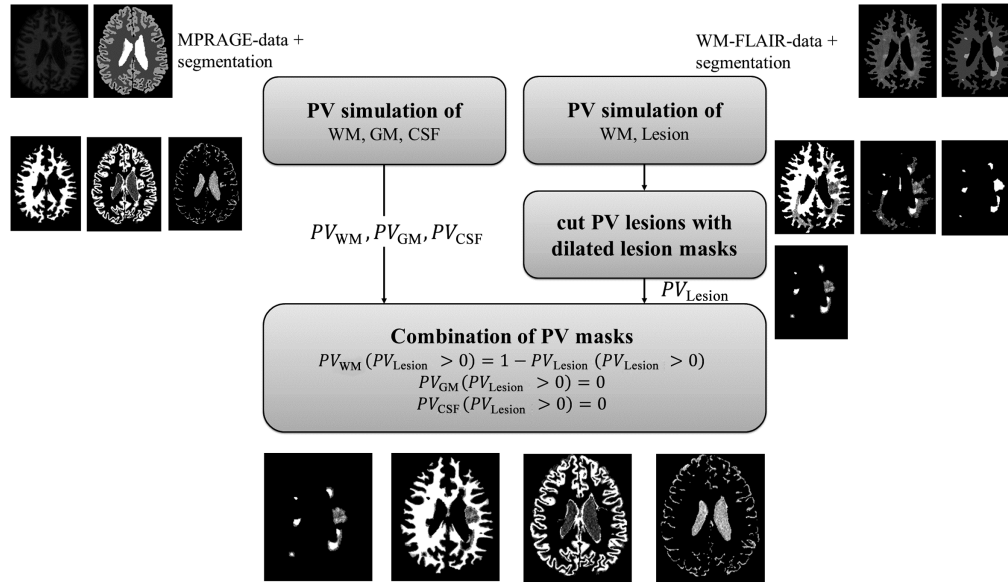 MPRAGE-data +
segmentation
WM-FLAIR-data +
segmentation
PV simulation of
WM, GM, CSF
PV simulation of
WM, Lesion
cut PV lesions with
dilated lesion masks
PV_WM, PV_GM, PV_CSF
PV_Lesion
Combination of PV masks
PV_WM(PV_Lesion > 0) = 1 − PV_Lesion (PV_Lesion > 0)
PV_GM(PV_Lesion > 0) = 0
PV_CSF(PV_Lesion > 0) = 0